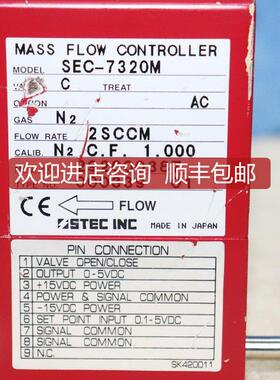 MASS FLOW CONTROLLER
MODEL SEC-7320M
C TREAT
AC
GAS N2
FLOW RATE 2SCCM
CALIB. N2 C.F. 1.000
欢迎进店咨询 顺丰包邮
CE FLOW
STEC INC MADE IN JAPAN
PIN CONNECTION
1 VALVE OPEN/CLOSE
2 OUTPUT 0-5VDC
3 +15VDC POWER
4 POWER & SIGNAL COMMON
5 -15VDC POWER
6 SET POINT INPUT 0.1-5VDC
7 SIGNAL COMMON
8 SIGNAL COMMON
9 N.C.
SK420011